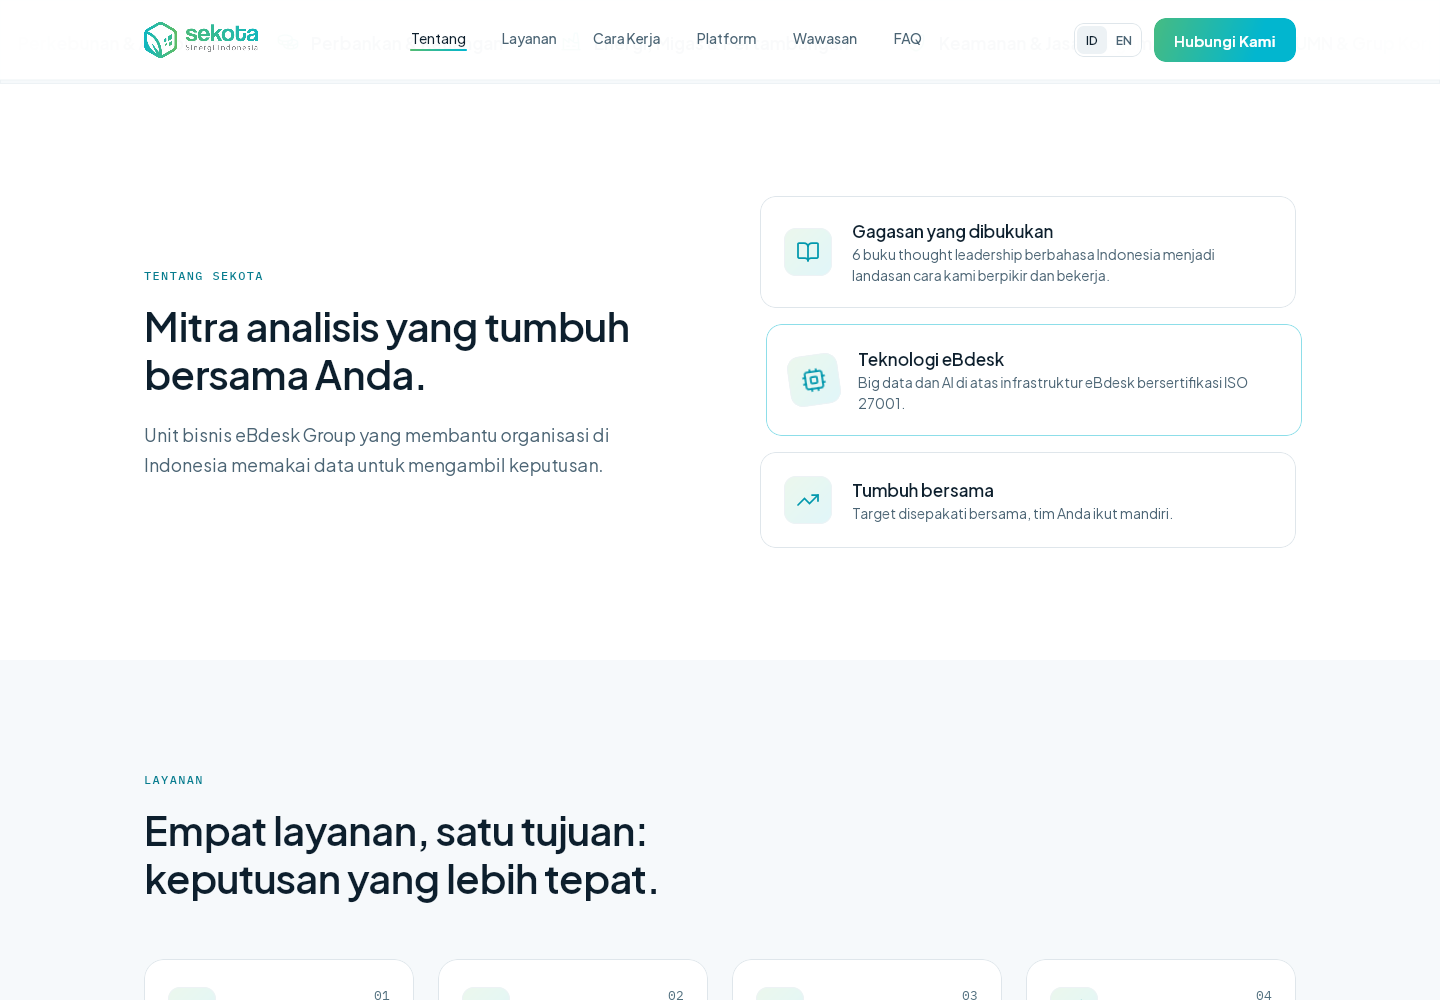 sekota
Sinergi Indonesia
Tentang
Layanan
Cara Kerja
Platform
Wawasan
FAQ
ID
EN
Hubungi Kami
TENTANG SEKOTA
Mitra analisis yang tumbuh
bersama Anda.
Unit bisnis eBdesk Group yang membantu organisasi di
Indonesia memakai data untuk mengambil keputusan.
Gagasan yang dibukukan
6 buku thought leadership berbahasa Indonesia menjadi
landasan cara kami berpikir dan bekerja.
Teknologi eBdesk
Big data dan AI di atas infrastruktur eBdesk bersertifikasi ISO
27001.
Tumbuh bersama
Target disepakati bersama, tim Anda ikut mandiri.
LAYANAN
Empat layanan, satu tujuan:
keputusan yang lebih tepat.
01
02
03
04